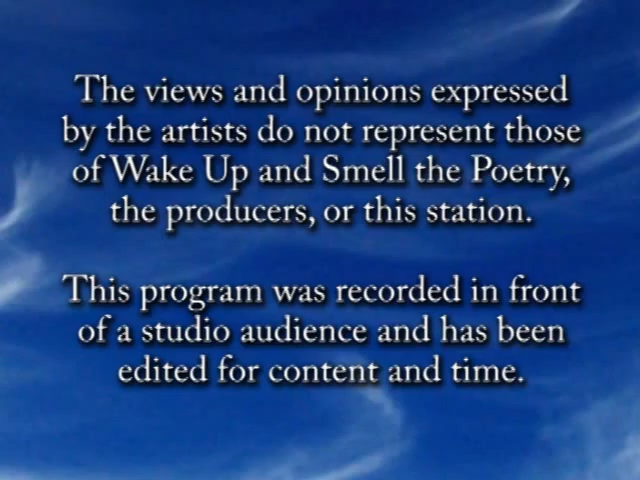 The views and opinions expressed
by the artists do not represent those
of Wake Up and Smell the Poetry,
the producers, or this station.
This program was recorded in front
of a studio audience and has been
edited for content and time.